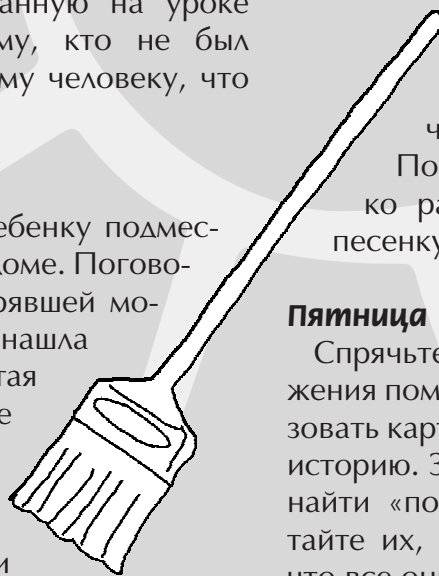 анную на уроке
му, кто не был
му человеку, что
ебенку подмес-
доме. Погово-
рявшей мо-
нашла
тая
е
и
ч
По
ко ра
песенку
Пятница
Спрячьте
жения пом
зовать карт
историю. З
найти «по
тайте их,
что все он